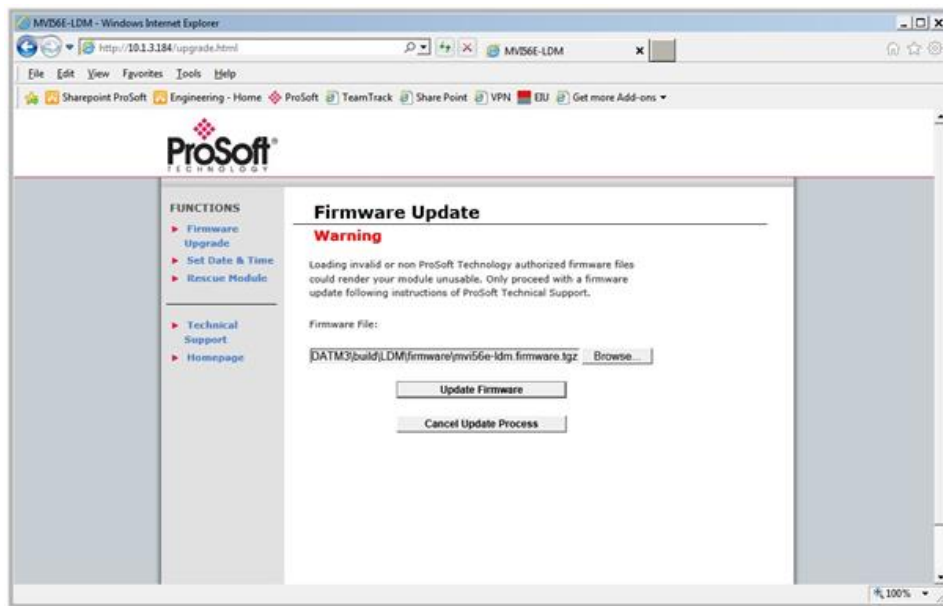 MVI56E-LDM - Windows Internet Explorer
http://10.1.3.184/upgrade.html
MVI56E-LDM
File Edit View Favorites Tools Help
Sharepoint ProSoft Engineering - Home ProSoft TeamTrack Share Point VPN EIU Get more Add-ons
ProSoft®
TECHNOLOGY
FUNCTIONS
Firmware
Upgrade
Set Date & Time
Rescue Module
Technical
Support
Homepage
Firmware Update
Warning
Loading invalid or non ProSoft Technology authorized firmware files
could render your module unusable. Only proceed with a firmware
update following instructions of ProSoft Technical Support.
Firmware File:
DATM3\build\LDM\firmware\mvi56e-ldm.firmware.tgz Browse...
Update Firmware
Cancel Update Process
100%